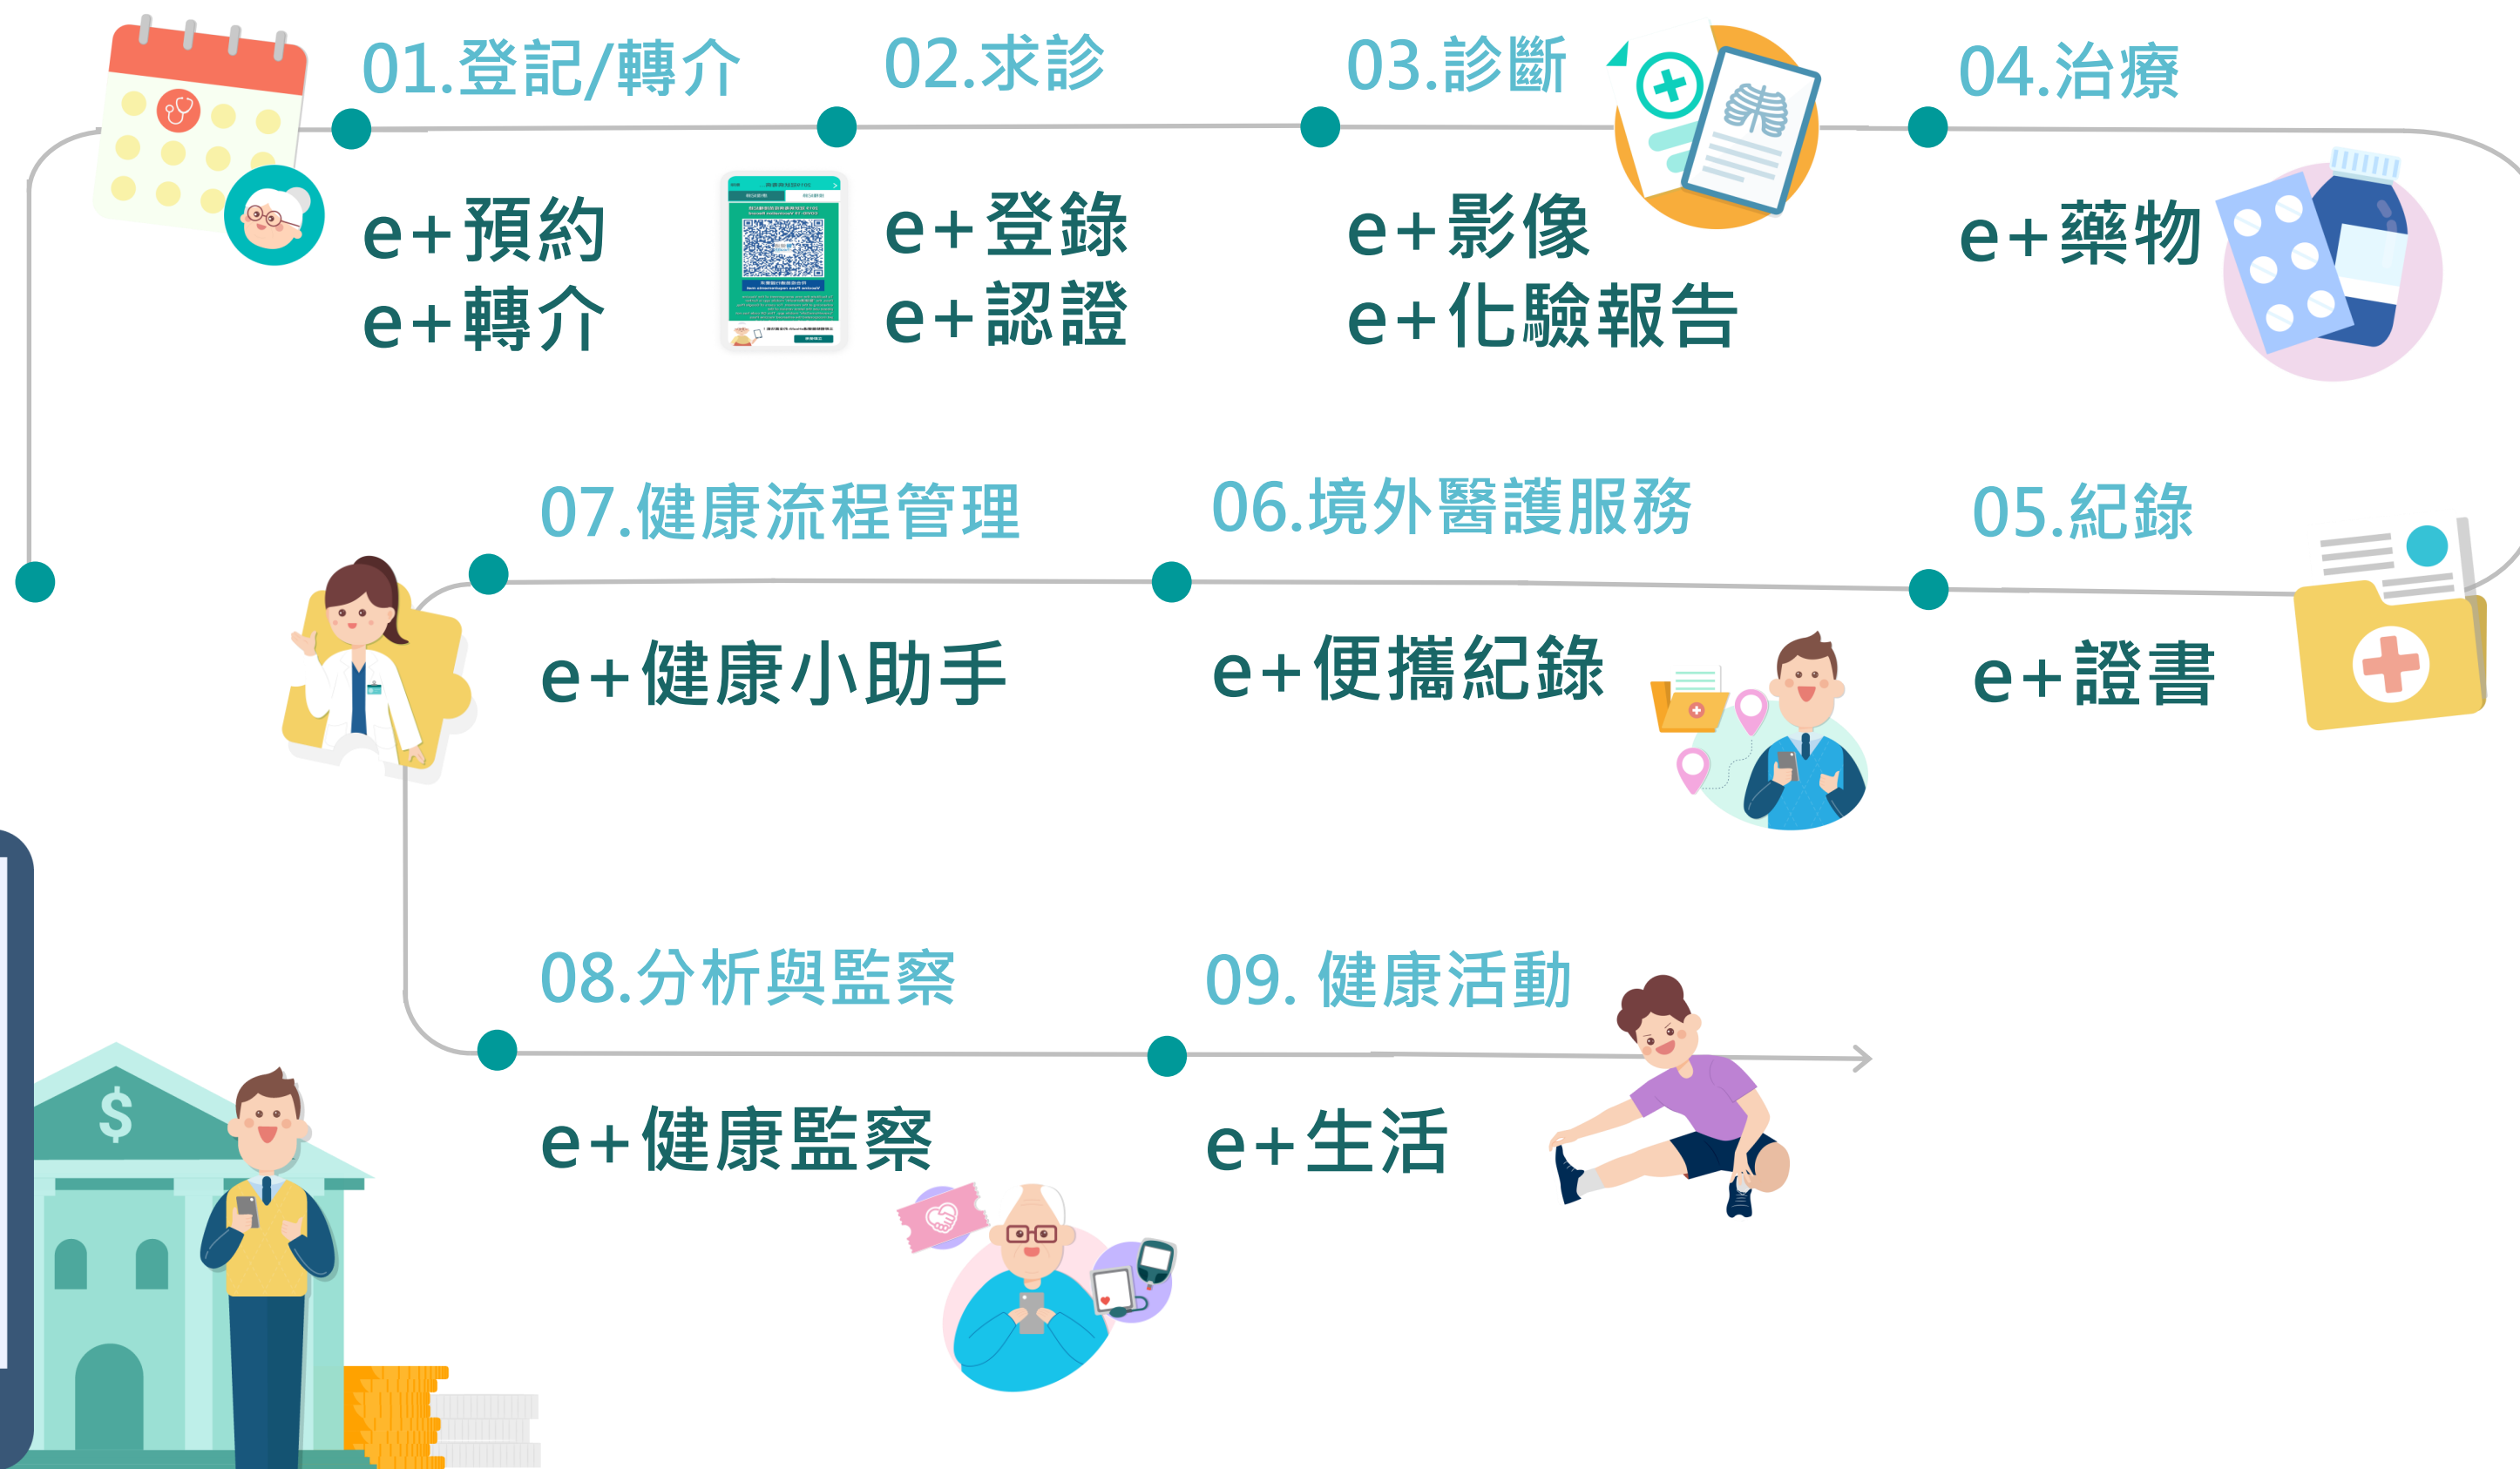 01.登記/轉介
e+預約
e+轉介
02.求診
e+登錄
e+認證
03.診斷
e+影像
e+化驗報告
04.治療
e+藥物
05.紀錄
e+證書
06.境外醫護服務
e+便攜紀錄
07.健康流程管理
e+健康小助手
08.分析與監察
e+健康監察
09. 健康活動
e+生活
$